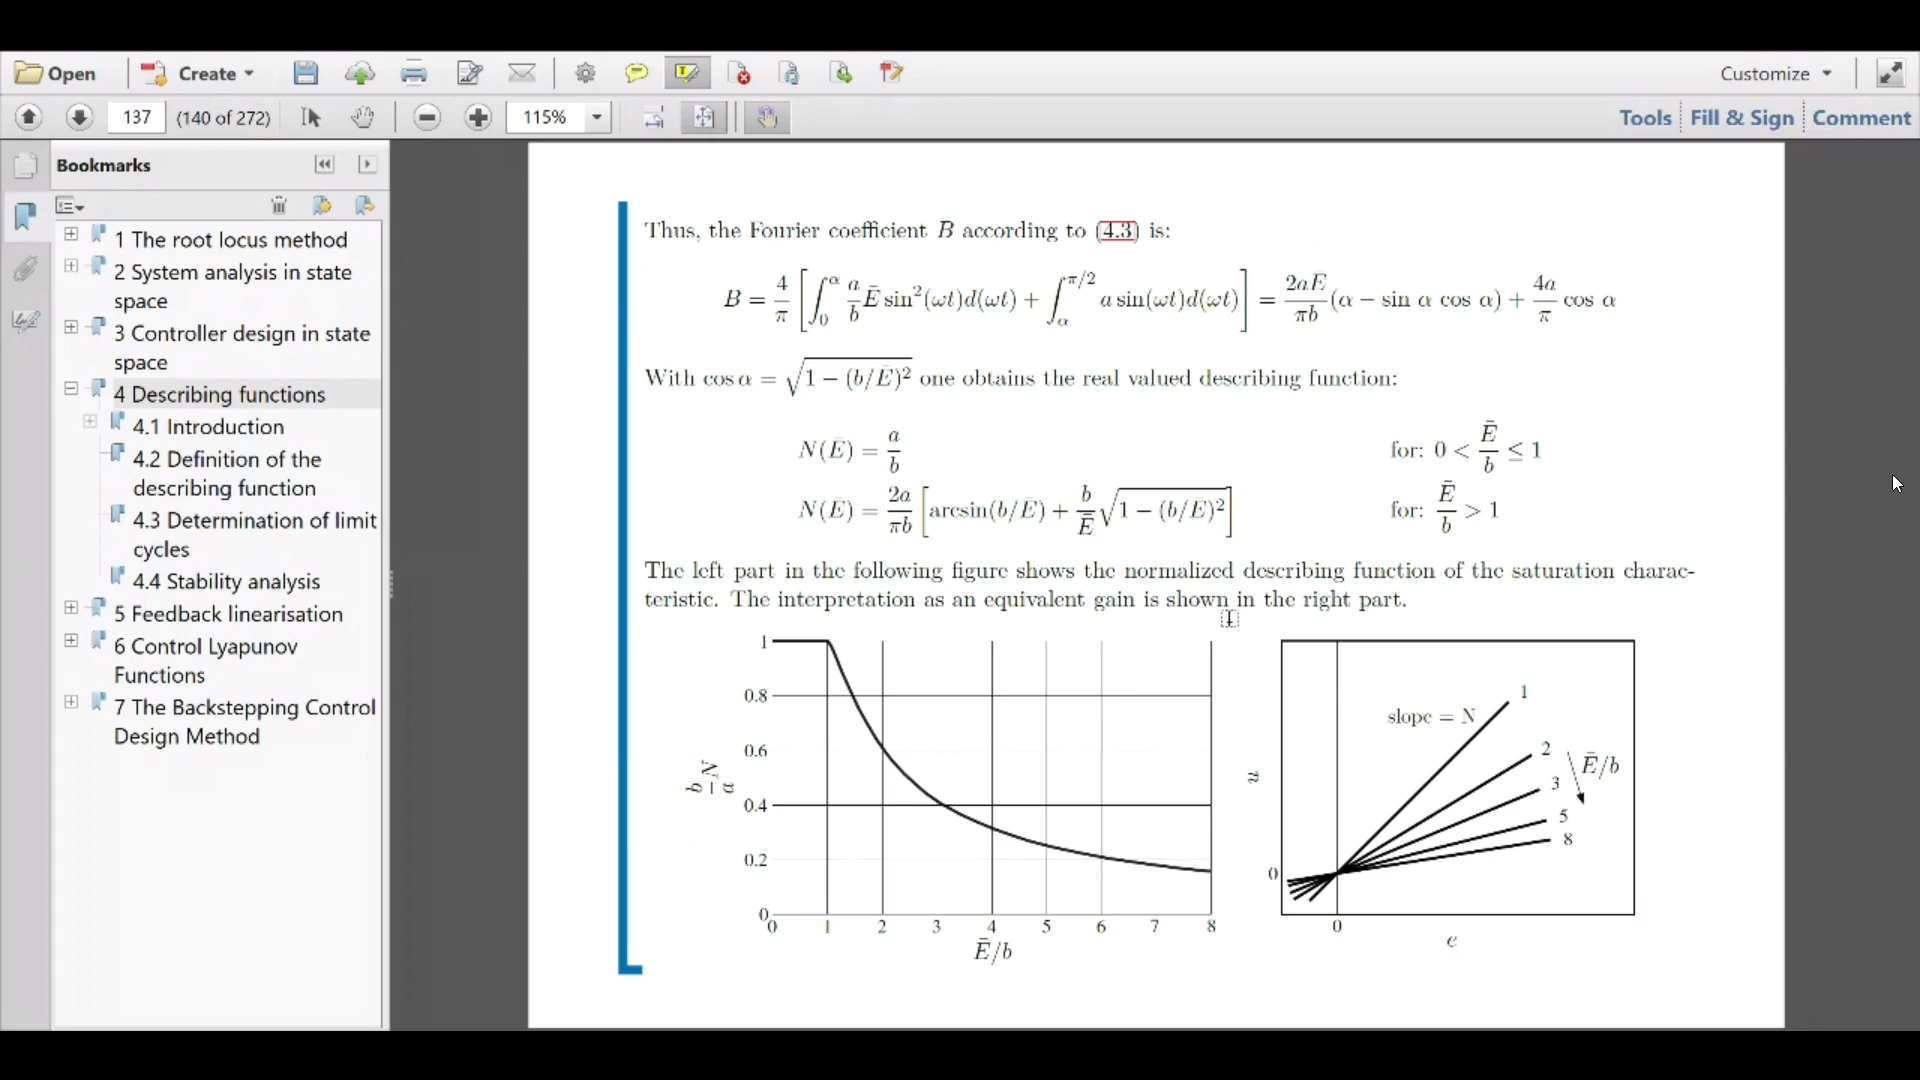 Open Create Customize
137 (140 of 272) 115% Tools Fill & Sign Comment
Bookmarks
1 The root locus method
2 System analysis in state
space
3 Controller design in state
space
4 Describing functions
4.1 Introduction
4.2 Definition of the
describing function
4.3 Determination of limit
cycles
4.4 Stability analysis
5 Feedback linearisation
6 Control Lyapunov
Functions
7 The Backstepping Control
Design Method
Thus, the Fourier coefficient B according to (4.3) is:
B = 4/π [ ∫₀^α a/b Ē sin²(ωt)d(ωt) + ∫_α^{π/2} a sin(ωt)d(ωt) ] = 2aĒ/πb (α − sin α cos α) + 4a/π cos α
With cos α = √(1 − (b/Ē)²) one obtains the real valued describing function:
N(Ē) = a/b for: 0 < Ē/b ≤ 1
N(Ē) = 2a/πb [ arcsin(b/Ē) + b/Ē √(1 − (b/Ē)²) ] for: Ē/b > 1
The left part in the following figure shows the normalized describing function of the saturation charac-
teristic. The interpretation as an equivalent gain is shown in the right part.
1
0.8
0.6
0.4
0.2
0
b/a N
0 1 2 3 4 5 6 7 8
Ē/b
1
slope = N
2
Ē/b
3
5
8
u
0
0
e